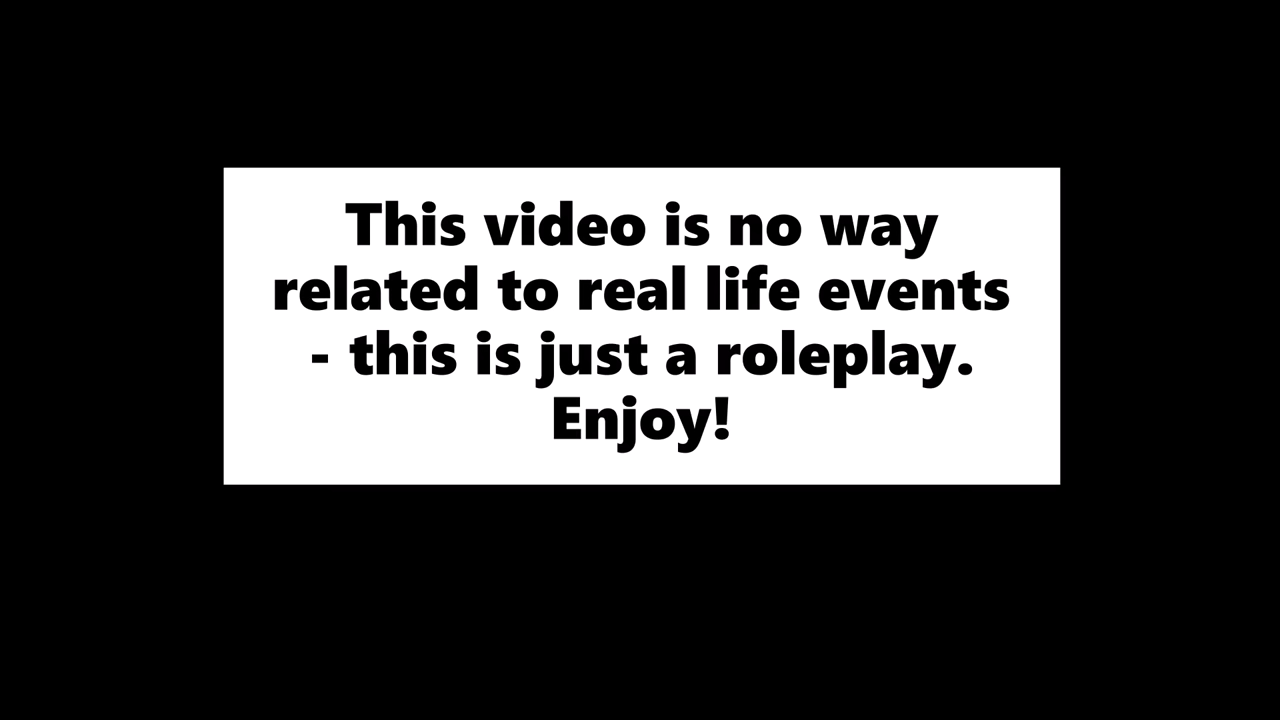 This video is no way
related to real life events
- this is just a roleplay.
Enjoy!